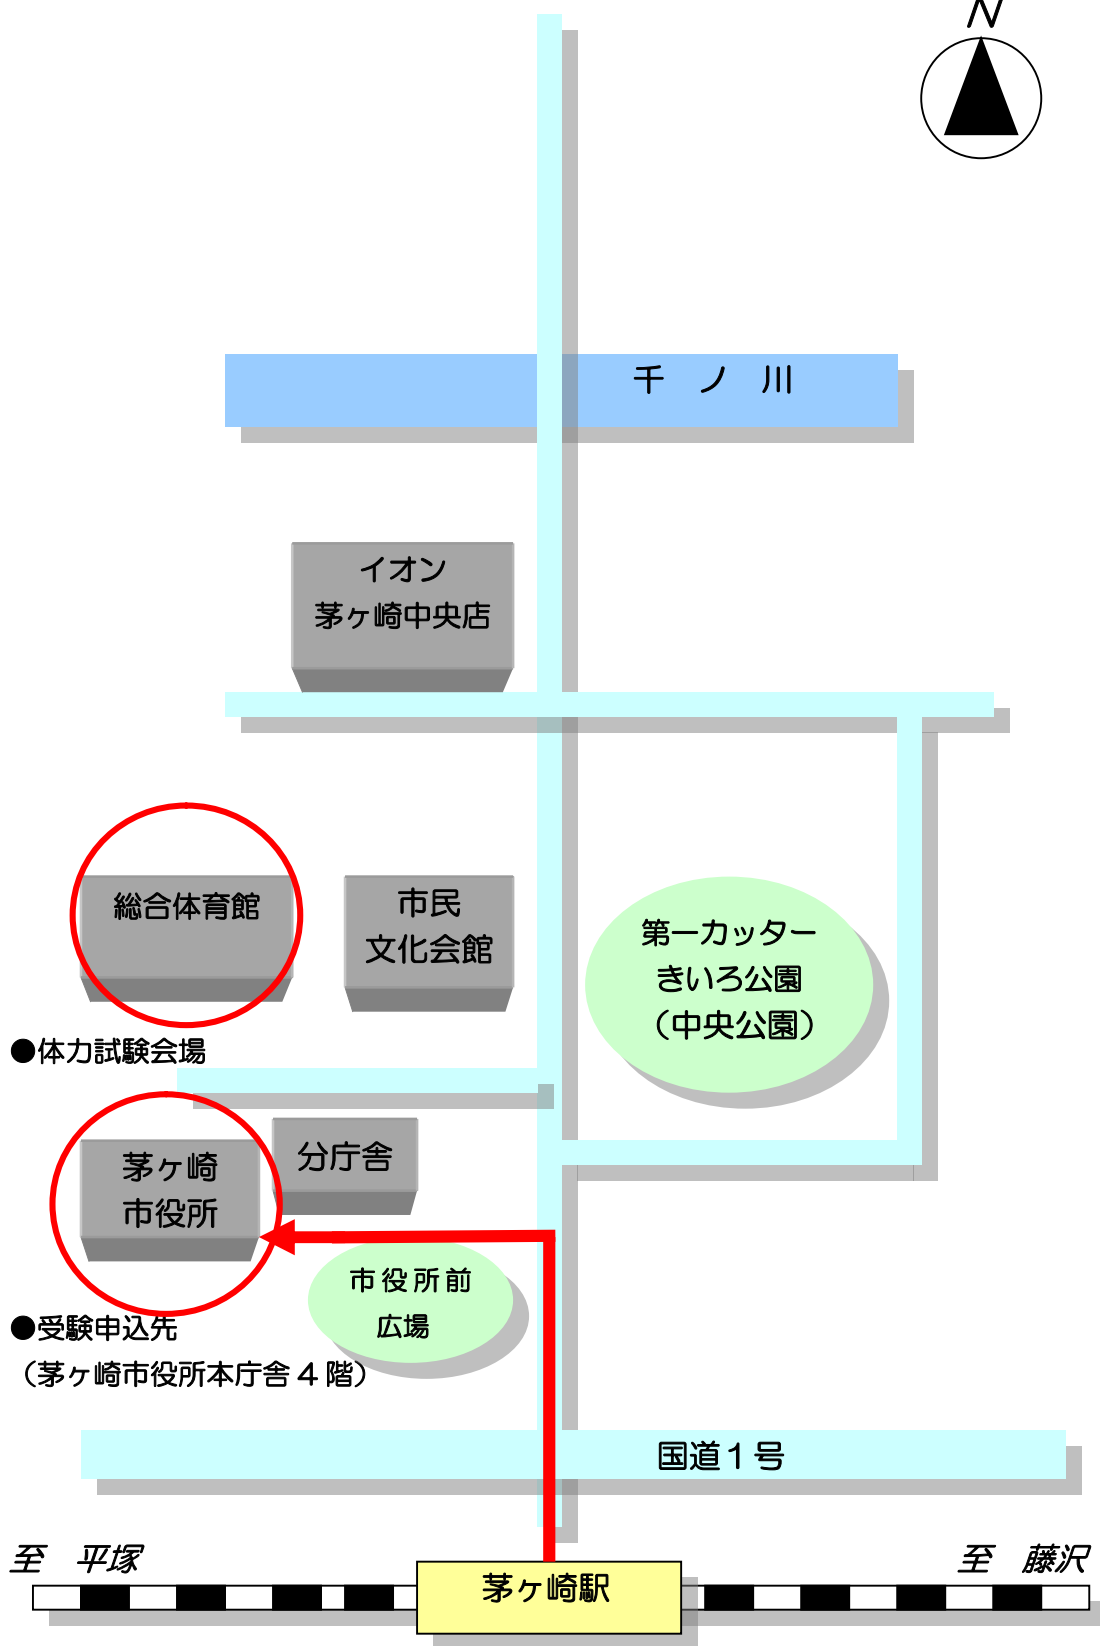 N
千ノ川
イオン
茅ヶ崎中央店
総合体育館
市民
文化会館
第一カッター
きいろ公園
（中央公園）
●体力試験会場
分庁舎
茅ヶ崎
市役所
市役所前
広場
●受験申込先
（茅ヶ崎市役所本庁舎４階）
国道１号
至　平塚
至　藤沢
茅ヶ崎駅